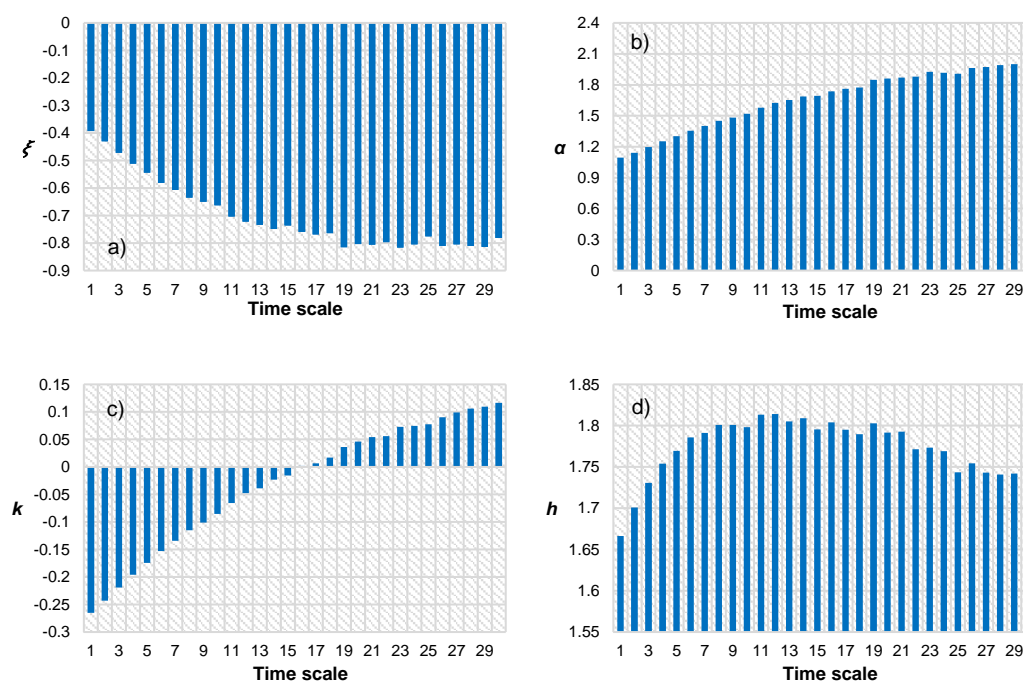 0
-0.1
-0.2
-0.3
-0.4
-0.5
-0.6
-0.7
-0.8
-0.9
ξ
a)
1 3 5 7 9 11 13 15 17 19 21 23 25 27 29
Time scale
2.4
2.1
1.8
1.5
1.2
0.9
0.6
0.3
0
α
b)
1 3 5 7 9 11 13 15 17 19 21 23 25 27 29
Time scale
0.15
0.1
0.05
0
-0.05
-0.1
-0.15
-0.2
-0.25
-0.3
k
c)
1 3 5 7 9 11 13 15 17 19 21 23 25 27 29
Time scale
1.85
1.8
1.75
1.7
1.65
1.6
1.55
h
d)
1 3 5 7 9 11 13 15 17 19 21 23 25 27 29
Time scale